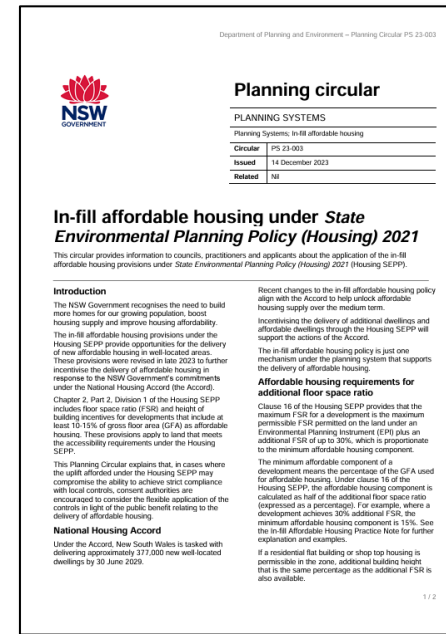 Department of Planning and Environment – Planning Circular PS 23-003
NSW
GOVERNMENT
Planning circular
PLANNING SYSTEMS
Planning Systems; In-fill affordable housing
Circular PS 23-003
Issued 14 December 2023
Related Nil
In-fill affordable housing under State
Environmental Planning Policy (Housing) 2021
This circular provides information to councils, practitioners and applicants about the application of the in-fill
affordable housing provisions under State Environmental Planning Policy (Housing) 2021 (Housing SEPP).
Introduction
The NSW Government recognises the need to build
more homes for our growing population, boost
housing supply and improve housing affordability.
The in-fill affordable housing provisions under the
Housing SEPP provide opportunities for the delivery
of new affordable housing in well-located areas.
These provisions were revised in late 2023 to further
incentivise the delivery of affordable housing in
response to the NSW Government's commitments
under the National Housing Accord (the Accord).
Chapter 2, Part 2, Division 1 of the Housing SEPP
includes floor space ratio (FSR) and height of
building incentives for developments that include at
least 10-15% of gross floor area (GFA) as affordable
housing. These provisions apply to land that meets
the accessibility requirements under the Housing
SEPP.
This Planning Circular explains that, in cases where
the uplift afforded under the Housing SEPP may
compromise the ability to achieve strict compliance
with local controls, consent authorities are
encouraged to consider the flexible application of the
controls in light of the public benefit relating to the
delivery of affordable housing.
National Housing Accord
Under the Accord, New South Wales is tasked with
delivering approximately 377,000 new well-located
dwellings by 30 June 2029.
Recent changes to the in-fill affordable housing policy
align with the Accord to help unlock affordable
housing supply over the medium term.
Incentivising the delivery of additional dwellings and
affordable dwellings through the Housing SEPP will
support the actions of the Accord.
The in-fill affordable housing policy is just one
mechanism under the planning system that supports
the delivery of affordable housing.
Affordable housing requirements for
additional floor space ratio
Clause 16 of the Housing SEPP provides that the
maximum FSR for a development is the maximum
permissible FSR permitted on the land under an
Environmental Planning Instrument (EPI) plus an
additional FSR of up to 30%, which is proportionate
to the minimum affordable housing component.
The minimum affordable component of a
development means the percentage of the GFA used
for affordable housing. Under clause 16 of the
Housing SEPP, the affordable housing component is
calculated as half of the additional floor space ratio
(expressed as a percentage). For example, where a
development achieves 30% additional FSR, the
minimum affordable housing component is 15%. See
the In-fill Affordable Housing Practice Note for further
explanation and examples.
If a residential flat building or shop top housing is
permissible in the zone, additional building height
that is the same percentage as the additional FSR is
also available.
1 / 2